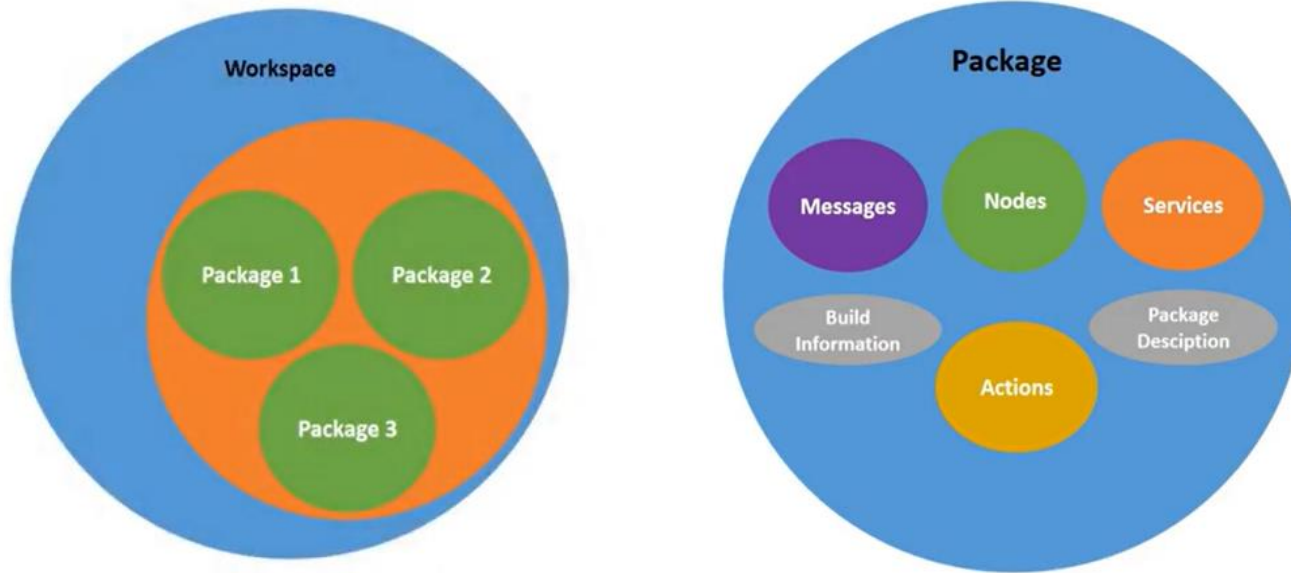 Workspace
Package 1
Package 2
Package 3
Package
Messages
Nodes
Services
Build
Information
Package
Desciption
Actions